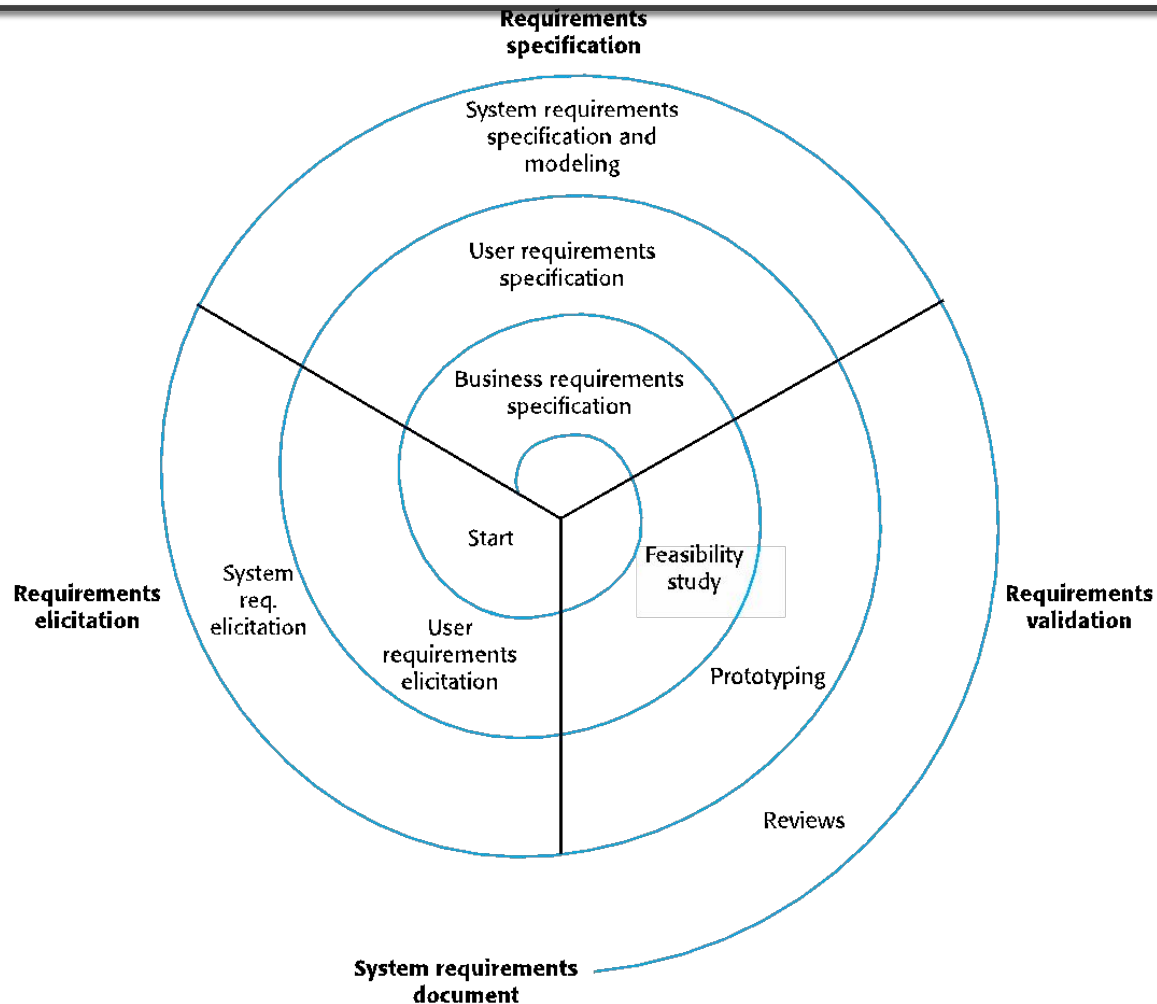 Requirements
specification
System requirements
specification and
modeling
User requirements
specification
Business requirements
specification
Start
Feasibility
study
System
req.
elicitation
Requirements
elicitation
Requirements
validation
User
requirements
elicitation
Prototyping
Reviews
System requirements
document